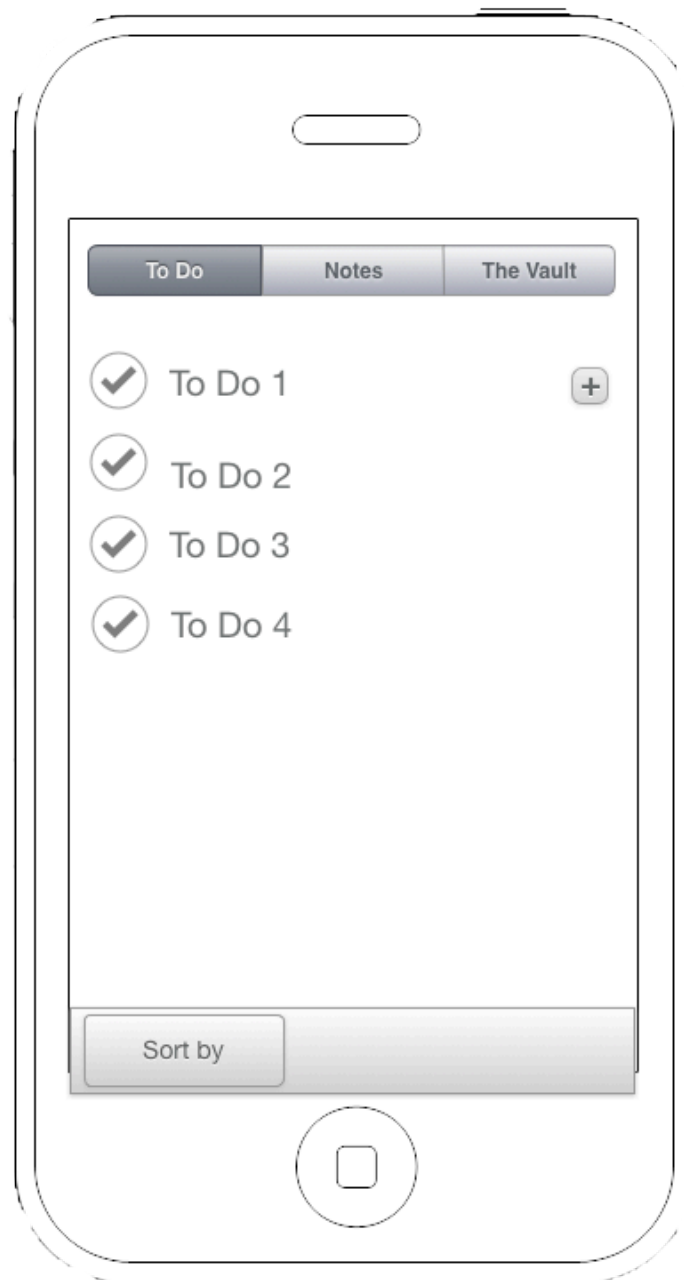 To Do Notes The Vault
To Do 1 +
To Do 2
To Do 3
To Do 4
Sort by